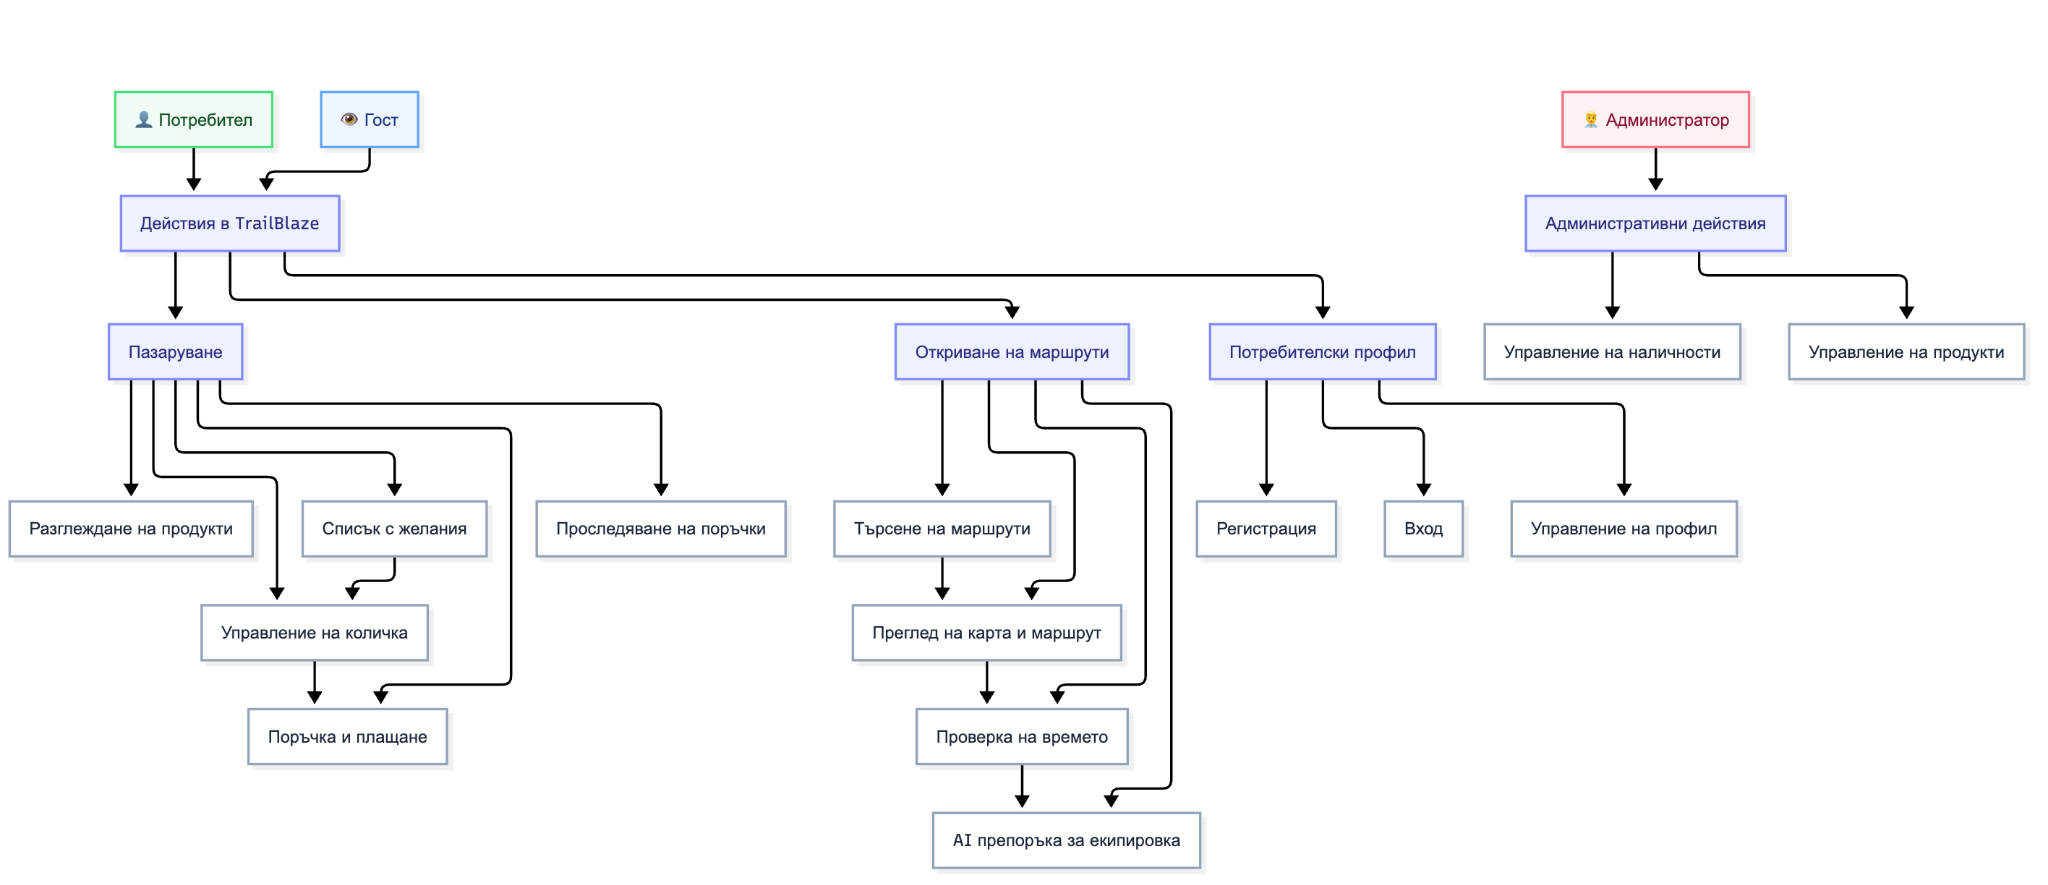 👤 Потребител
👁️ Гост
👨‍💼 Администратор
Действия в TrailBlaze
Административни действия
Пазаруване
Откриване на маршрути
Потребителски профил
Управление на наличности
Управление на продукти
Разглеждане на продукти
Списък с желания
Проследяване на поръчки
Търсене на маршрути
Регистрация
Вход
Управление на профил
Управление на количка
Преглед на карта и маршрут
Поръчка и плащане
Проверка на времето
AI препоръка за екипировка